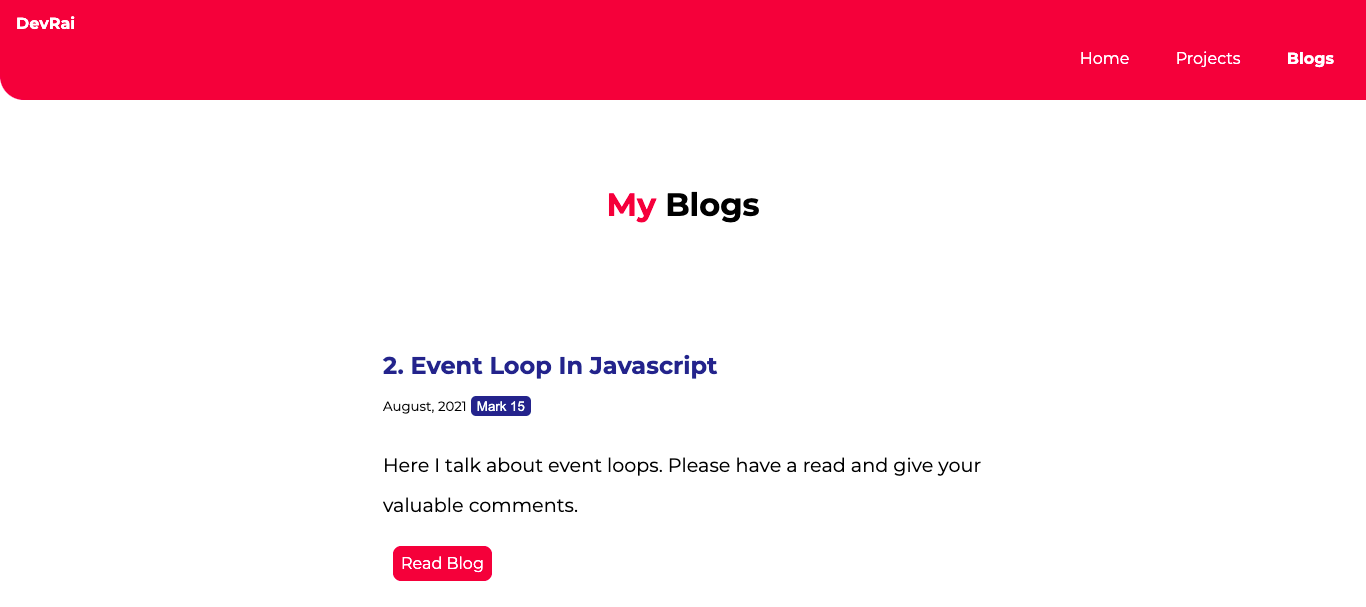 DevRai
Home Projects Blogs
My Blogs
2. Event Loop In Javascript
August, 2021 Mark 15
Here I talk about event loops. Please have a read and give your
valuable comments.
Read Blog